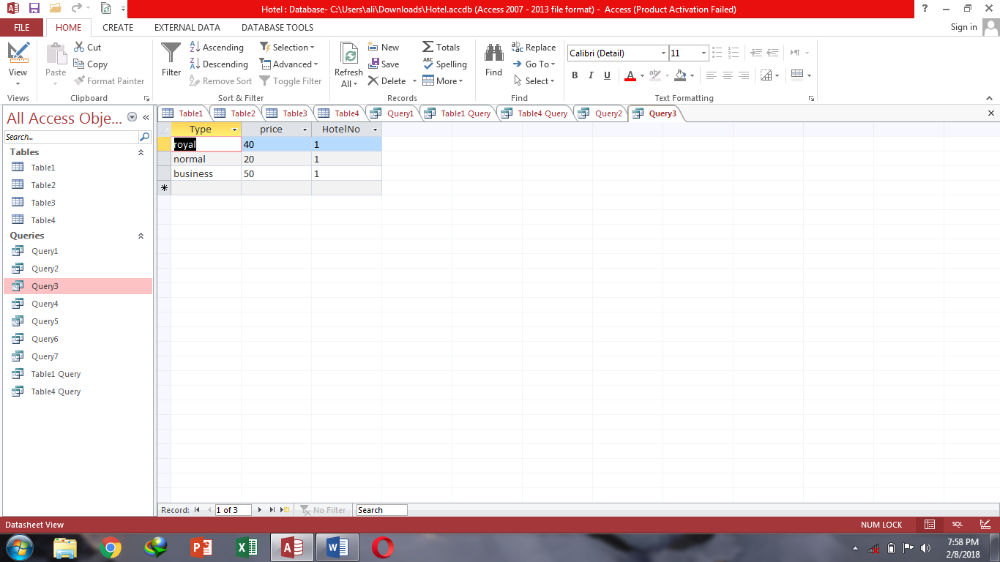 Hotel : Database- C:\Users\ali\Downloads\Hotel.accdb (Access 2007 - 2013 file format) - Access (Product Activation Failed)
FILE HOME CREATE EXTERNAL DATA DATABASE TOOLS Sign in
View
Views
Paste
Cut
Copy
Format Painter
Clipboard
Filter
Ascending
Descending
Remove Sort
Selection
Advanced
Toggle Filter
Sort & Filter
Refresh All
New
Save
Delete
Totals
Spelling
More
Records
Find
Replace
Go To
Select
Find
Calibri (Detail) 11
B I U A
Text Formatting
All Access Obje...
Search...
Tables
Table1
Table2
Table3
Table4
Queries
Query1
Query2
Query3
Query4
Query5
Query6
Query7
Table1 Query
Table4 Query
Table1 Table2 Table3 Table4 Query1 Table1 Query Table4 Query Query2 Query3
Type price HotelNo
royal 40 1
normal 20 1
business 50 1
Record: 1 of 3 No Filter Search
Datasheet View NUM LOCK SQL
7:58 PM
2/8/2018